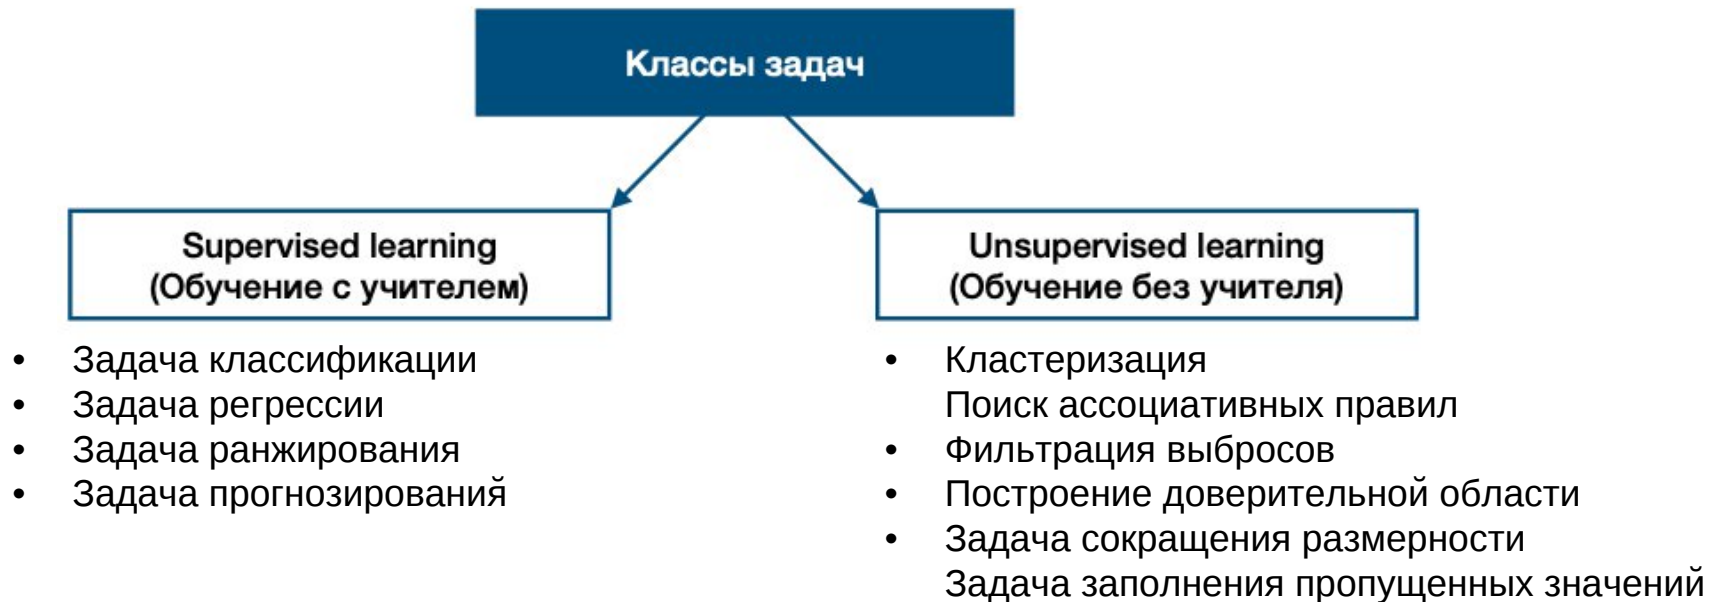 Классы задач
Supervised learning
(Обучение с учителем)
• Задача классификации
• Задача регрессии
• Задача ранжирования
• Задача прогнозирований
Unsupervised learning
(Обучение без учителя)
• Кластеризация
Поиск ассоциативных правил
• Фильтрация выбросов
• Построение доверительной области
• Задача сокращения размерности
Задача заполнения пропущенных значений